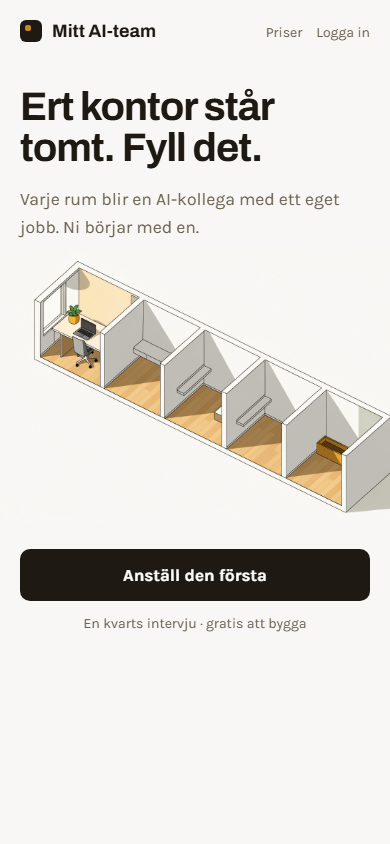 Mitt AI-team
Priser
Logga in
Ert kontor står
tomt. Fyll det.
Varje rum blir en AI-kollega med ett eget
jobb. Ni börjar med en.
Anställ den första
En kvarts intervju · gratis att bygga